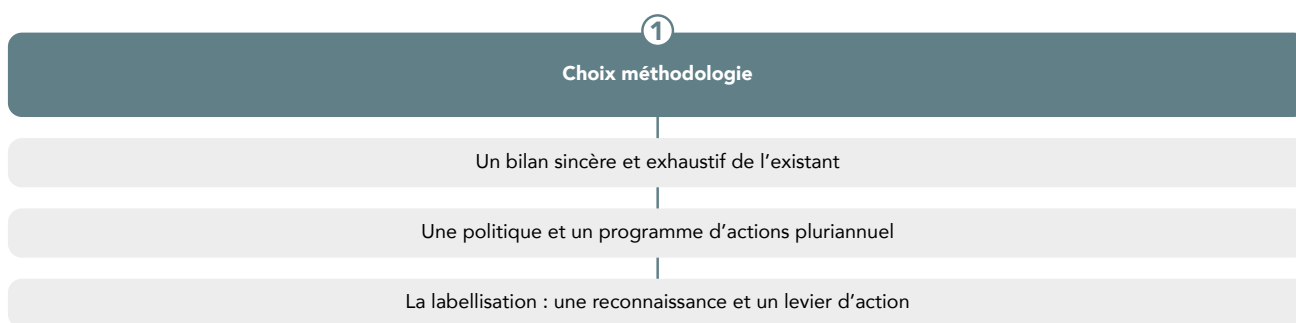 1
Choix méthodologie
Un bilan sincère et exhaustif de l’existant
Une politique et un programme d’actions pluriannuel
La labellisation : une reconnaissance et un levier d’action